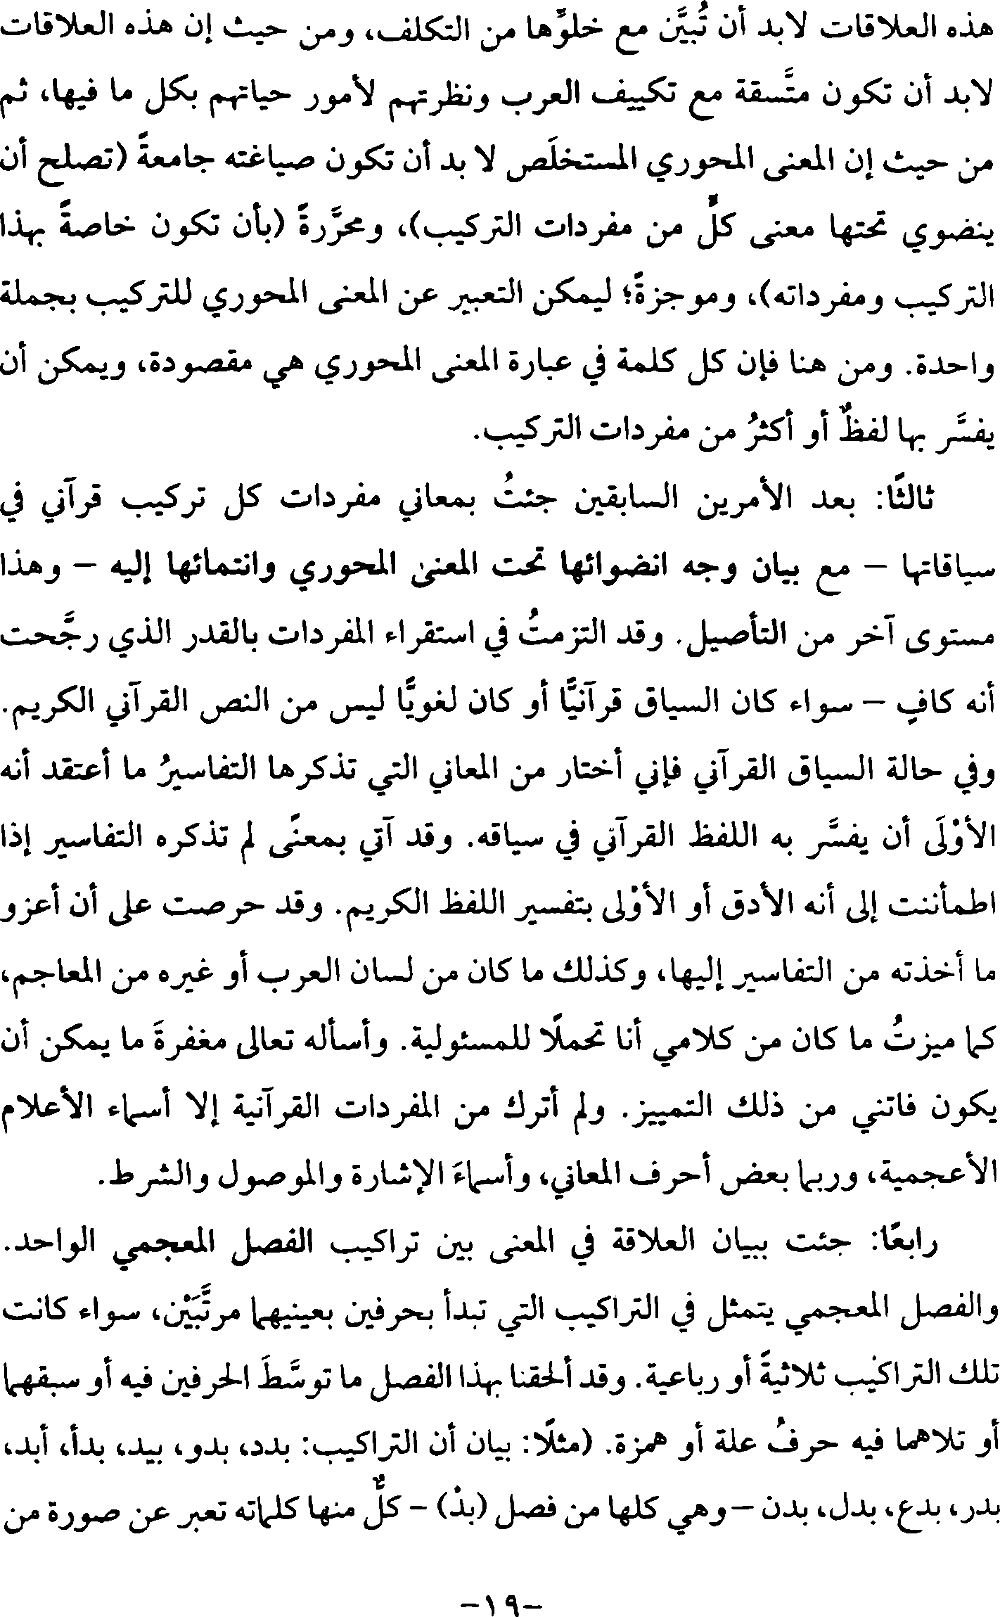 هذه العلاقات لابد أن تُبيَّن مع خلوِّها من التكلف، ومن حيث إن هذه العلاقات
لابد أن تكون متَّسقة مع تكييف العرب ونظرتهم لأمور حياتهم بكل ما فيها، ثم
من حيث إن المعنى المحوري المستخلَص لا بد أن تكون صياغته جامعةً (تصلح أن
ينضوي تحتها معنى كلٍّ من مفردات التركيب)، ومحرَّرةً (بأن تكون خاصةً بهذا
التركيب ومفرداته)، وموجزةً؛ ليمكن التعبير عن المعنى المحوري للتركيب بجملة
واحدة. ومن هنا فإن كل كلمة في عبارة المعنى المحوري هي مقصودة، ويمكن أن
يفسَّر بها لفظٌ أو أكثرُ من مفردات التركيب.
ثالثًا: بعد الأمرين السابقين جئتُ بمعاني مفردات كل تركيب قرآني في
سياقاتها – مع بيان وجه انضوائها تحت المعنى المحوري وانتمائها إليه – وهذا
مستوى آخر من التأصيل. وقد التزمتُ في استقراء المفردات بالقدر الذي رجَّحت
أنه كافٍ – سواء كان السياق قرآنيًّا أو كان لغويًّا ليس من النص القرآني الكريم.
وفي حالة السياق القرآني فإني أختار من المعاني التي تذكرها التفاسيرُ ما أعتقد أنه
الأوْلَى أن يفسَّر به اللفظ القرآني في سياقه. وقد آتي بمعنًى لم تذكره التفاسير إذا
اطمأننت إلى أنه الأدق أو الأوْلى بتفسير اللفظ الكريم. وقد حرصت على أن أعزو
ما أخذته من التفاسير إليها، وكذلك ما كان من لسان العرب أو غيره من المعاجم،
كما ميزتُ ما كان من كلامي أنا تحملًا للمسئولية. وأسأله تعالى مغفرةَ ما يمكن أن
يكون فاتني من ذلك التمييز. ولم أترك من المفردات القرآنية إلا أسماء الأعلام
الأعجمية، وربما بعض أحرف المعاني، وأسماءَ الإشارة والموصول والشرط.
رابعًا: جئت ببيان العلاقة في المعنى بين تراكيب الفصل المعجمي الواحد.
والفصل المعجمي يتمثل في التراكيب التي تبدأ بحرفين بعينيهما مرتَّبَيْن، سواء كانت
تلك التراكيب ثلاثيةً أو رباعية. وقد ألحقنا بهذا الفصل ما توسَّطَ الحرفين فيه أو سبقهما
أو تلاهما فيه حرفُ علة أو همزة. (مثلًا: بيان أن التراكيب: بدد، بدو، بيد، بدأ، أبد،
بدر، بدع، بدل، بدن – وهي كلها من فصل (بدْ) – كلٌّ منها كلماته تعبر عن صورة من
–١٩–